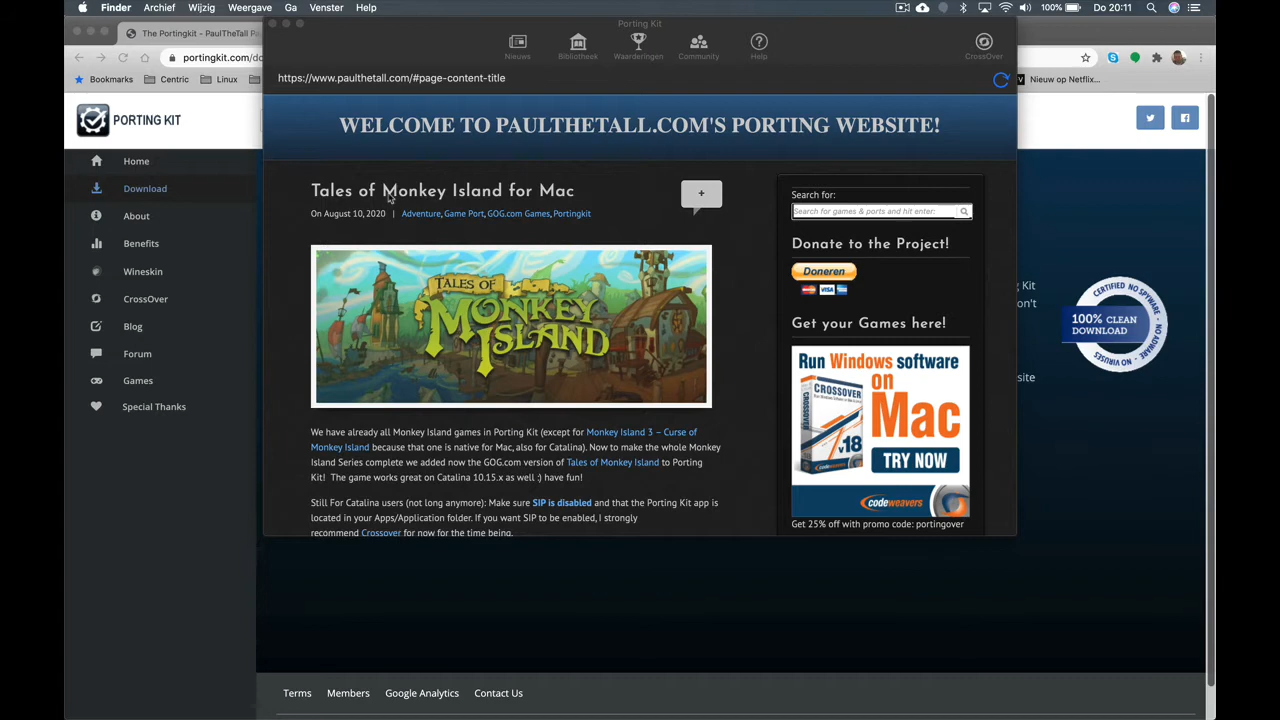 Finder Archief Wijzig Weergave Ga Venster Help 100% Do 20:11
The Portingkit - PaulTheTall Pa
Porting Kit
portingkit.com/do
Nieuws Bibliotheek Waarderingen Community Help CrossOver
Bookmarks Centric Linux Nieuw op Netflix...
https://www.paulthetall.com/#page-content-title
PORTING KIT
WELCOME TO PAULTHETALL.COM'S PORTING WEBSITE!
Home
Download
About
Benefits
Wineskin
CrossOver
Blog
Forum
Games
Special Thanks
Tales of Monkey Island for Mac
+
On August 10, 2020 | Adventure, Game Port, GOG.com Games, Portingkit
TALES OF
MONKEY
ISLAND
We have already all Monkey Island games in Porting Kit (except for Monkey Island 3 – Curse of
Monkey Island because that one is native for Mac, also for Catalina). Now to make the whole Monkey
Island Series complete we added now the GOG.com version of Tales of Monkey Island to Porting
Kit! The game works great on Catalina 10.15.x as well :) have fun!
Still For Catalina users (not long anymore): Make sure SIP is disabled and that the Porting Kit app is
located in your Apps/Application folder. If you want SIP to be enabled, I strongly
recommend Crossover for now for the time being.
Search for:
Search for games & ports and hit enter:
Donate to the Project!
Doneren
VISA
Get your Games here!
Run Windows software
on
Mac
CROSSOVER
v18
TRY NOW
codeweavers
Get 25% off with promo code: portingover
Kit
on't
site
CERTIFIED NO SPYWARE
100% CLEAN
DOWNLOAD
NO VIRUSES • NO ADWARE
Terms Members Google Analytics Contact Us